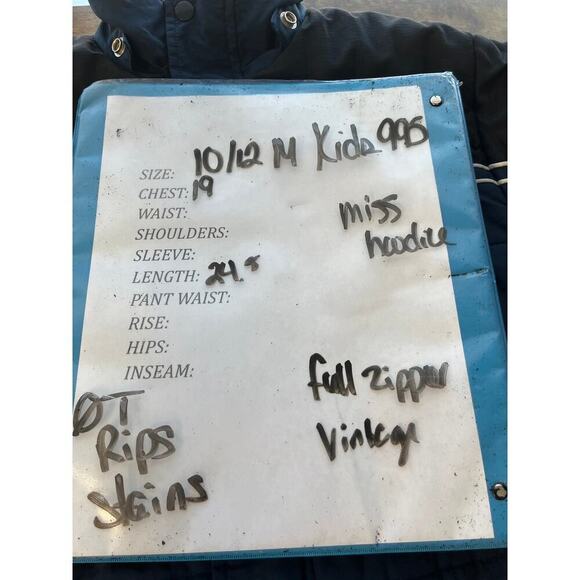 SIZE: 10/12 M Kids 995
CHEST: 19
WAIST:
SHOULDERS:
SLEEVE:
LENGTH: 24.5
PANT WAIST:
RISE:
HIPS:
INSEAM:
miss
hoodie
full zipper
Vintage
ØT
Rips
Stains